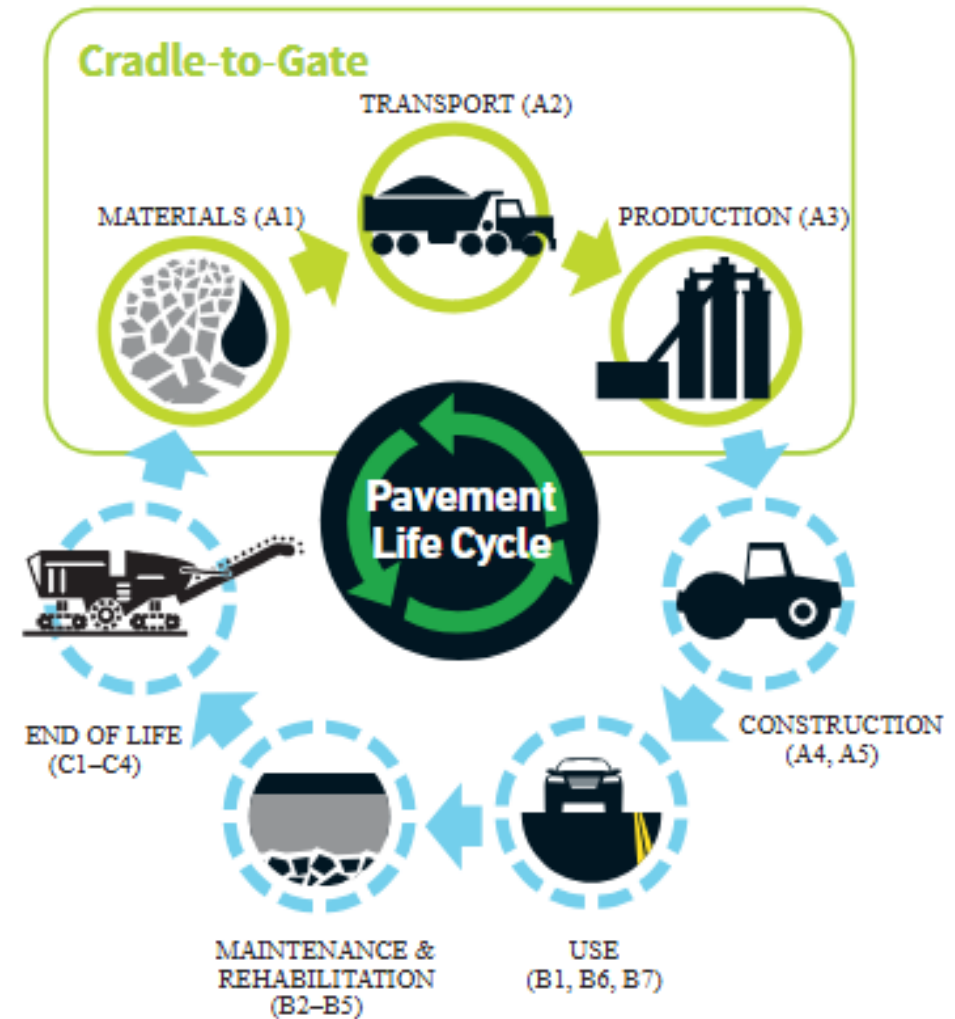 Cradle-to-Gate
TRANSPORT (A2)
MATERIALS (A1)
PRODUCTION (A3)
Pavement
Life Cycle
CONSTRUCTION
(A4, A5)
END OF LIFE
(C1–C4)
MAINTENANCE &
REHABILITATION
(B2–B5)
USE
(B1, B6, B7)